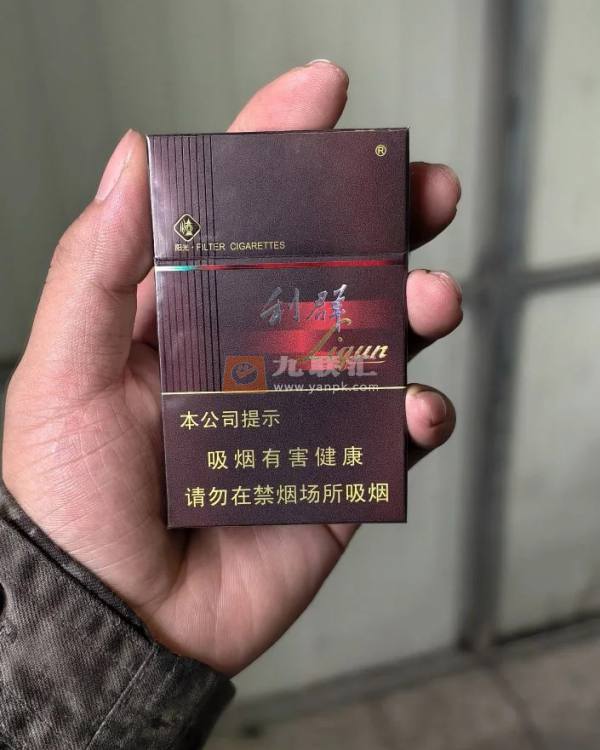 ®
阳光·FILTER CIGARETTES
利群
Liqun
九联汇
www.yanpk.com
本公司提示
吸烟有害健康
请勿在禁烟场所吸烟